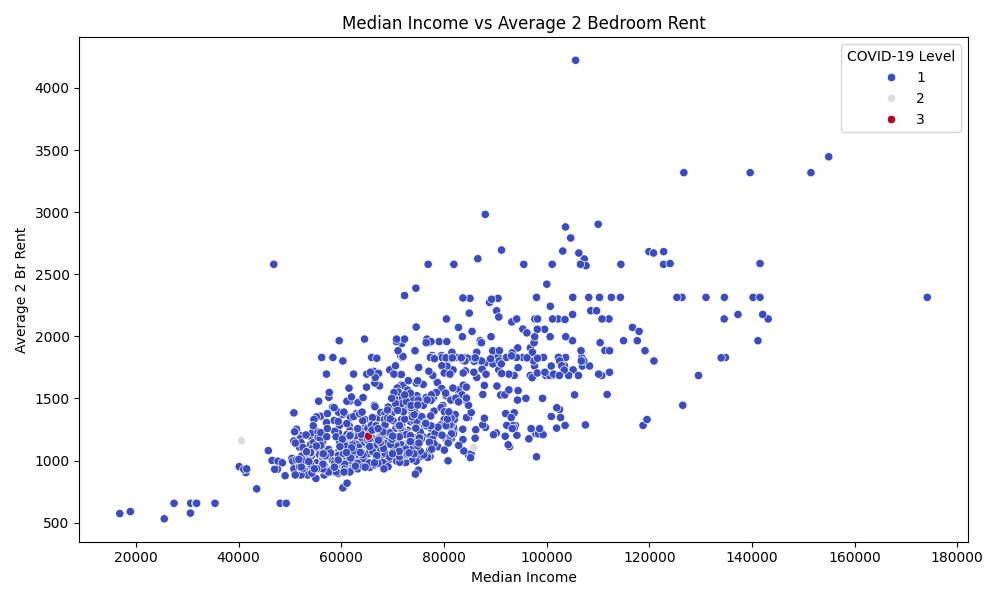 Median Income vs Average 2 Bedroom Rent
COVID-19 Level
1
2
3
Average 2 Br Rent
4000
3500
3000
2500
2000
1500
1000
500
20000 40000 60000 80000 100000 120000 140000 160000 180000
Median Income